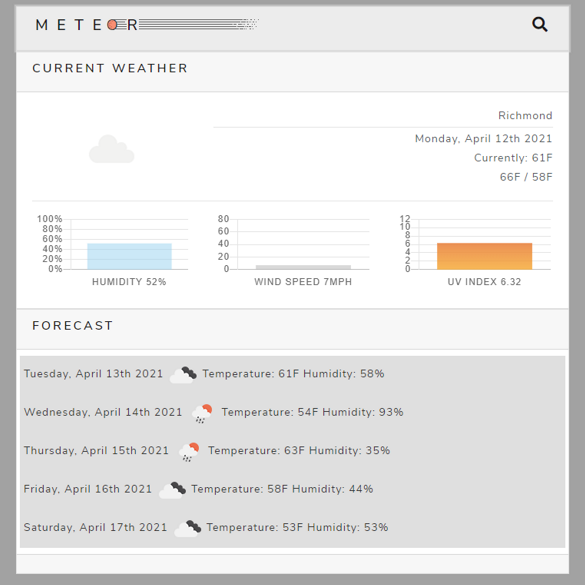 METEOR
CURRENT WEATHER
Richmond
Monday, April 12th 2021
Currently: 61F
66F / 58F
100%
80%
60%
40%
20%
0%
HUMIDITY 52%
80
60
40
20
0
WIND SPEED 7MPH
12
10
8
6
4
2
0
UV INDEX 6.32
FORECAST
Tuesday, April 13th 2021 Temperature: 61F Humidity: 58%
Wednesday, April 14th 2021 Temperature: 54F Humidity: 93%
Thursday, April 15th 2021 Temperature: 63F Humidity: 35%
Friday, April 16th 2021 Temperature: 58F Humidity: 44%
Saturday, April 17th 2021 Temperature: 53F Humidity: 53%